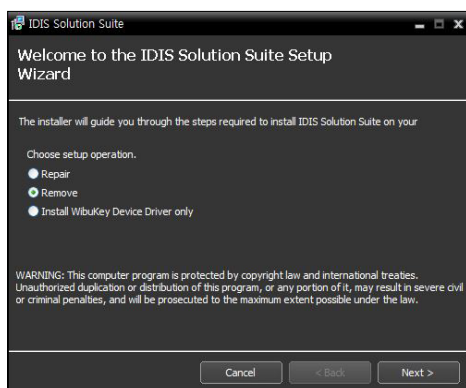 IDIS Solution Suite
Welcome to the IDIS Solution Suite Setup
Wizard
The installer will guide you through the steps required to install IDIS Solution Suite on your
Choose setup operation.
Repair
Remove
Install WibuKey Device Driver only
WARNING: This computer program is protected by copyright law and international treaties.
Unauthorized duplication or distribution of this program, or any portion of it, may result in severe civil
or criminal penalties, and will be prosecuted to the maximum extent possible under the law.
Cancel < Back Next >